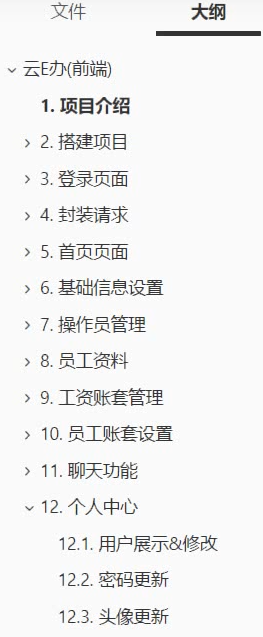 文件 大纲
云E办(前端)
1. 项目介绍
2. 搭建项目
3. 登录页面
4. 封装请求
5. 首页页面
6. 基础信息设置
7. 操作员管理
8. 员工资料
9. 工资账套管理
10. 员工账套设置
11. 聊天功能
12. 个人中心
12.1. 用户展示&修改
12.2. 密码更新
12.3. 头像更新